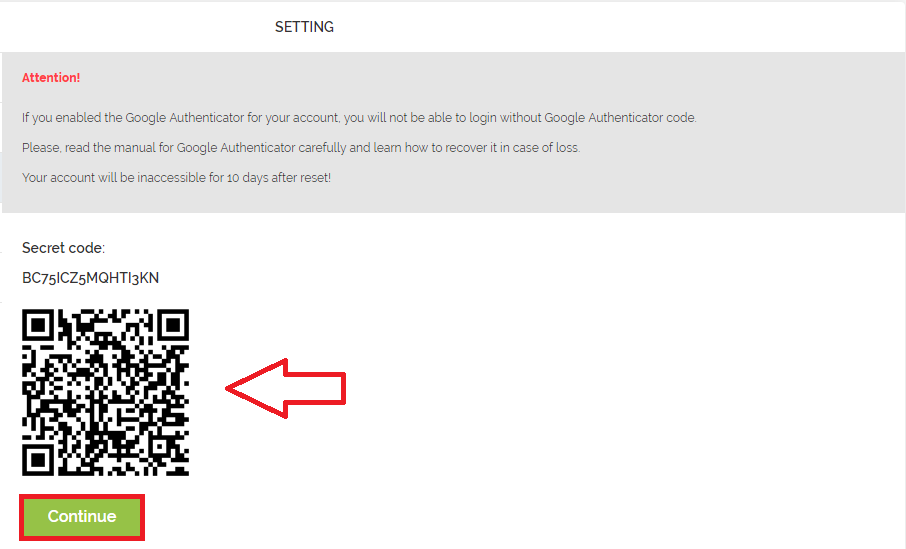 SETTING
Attention!
If you enabled the Google Authenticator for your account, you will not be able to login without Google Authenticator code.
Please, read the manual for Google Authenticator carefully and learn how to recover it in case of loss.
Your account will be inaccessible for 10 days after reset!
Secret code:
BC75ICZ5MQHTI3KN
Continue